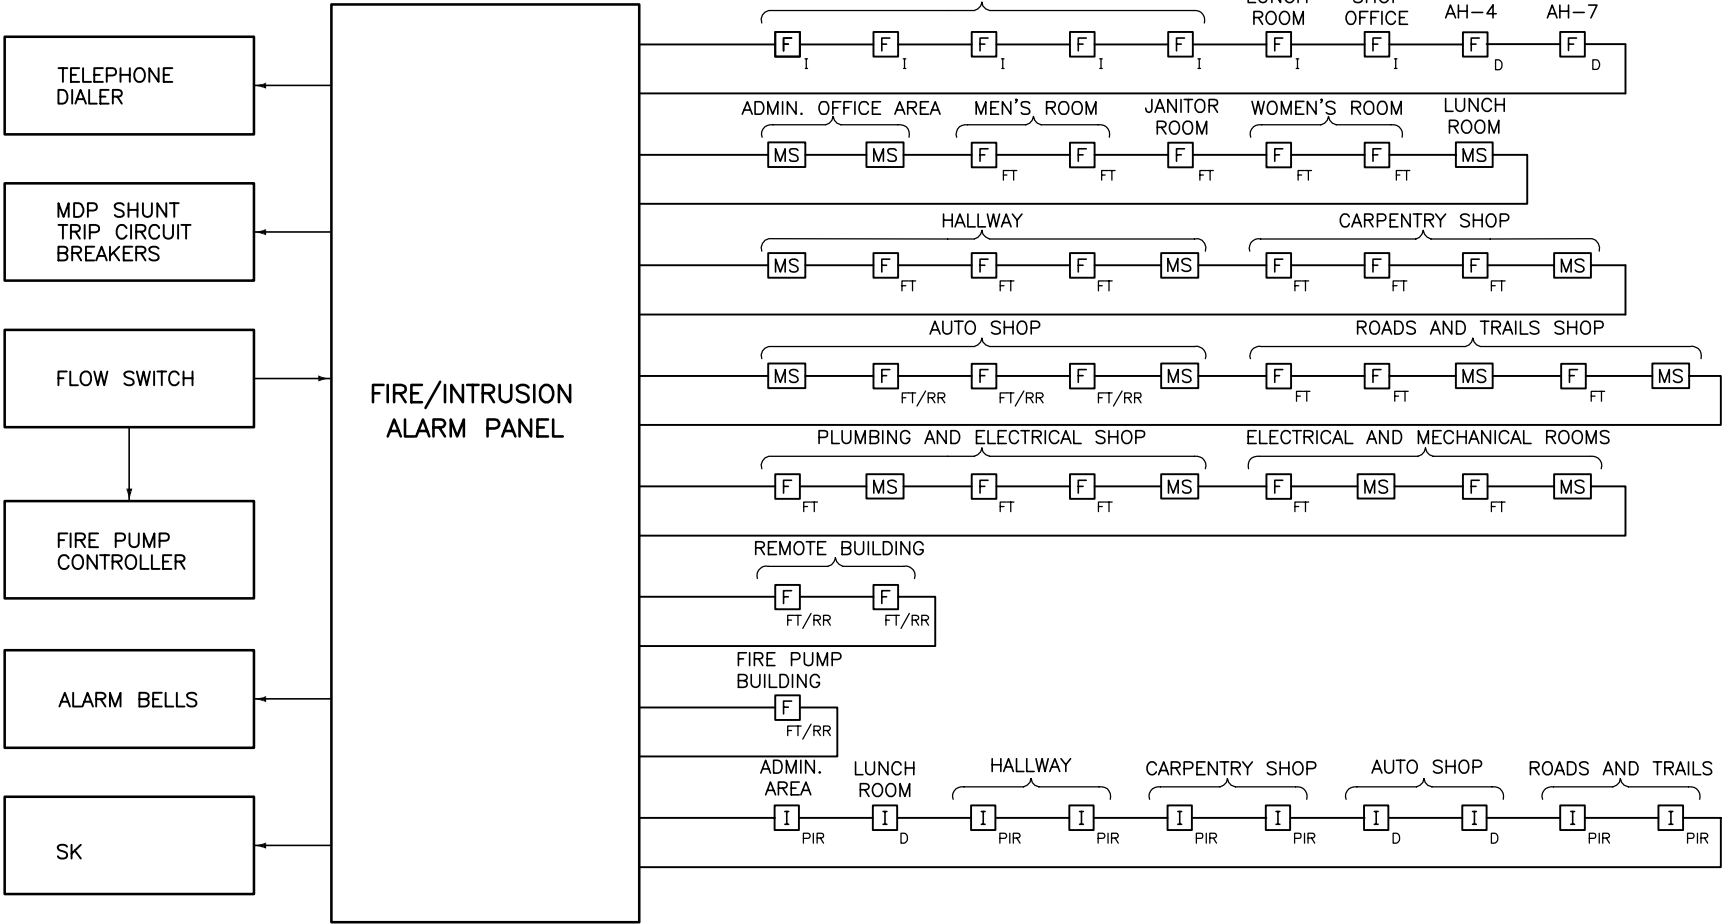 LUNCH SHOP
ROOM OFFICE AH-4 AH-7
F F F F F F F F F
I I I I I I I D D
TELEPHONE
DIALER
ADMIN. OFFICE AREA MEN'S ROOM JANITOR WOMEN'S ROOM LUNCH
ROOM ROOM
MS MS F F F F F MS
FT FT FT FT FT
MDP SHUNT
TRIP CIRCUIT
BREAKERS
HALLWAY CARPENTRY SHOP
MS F F F MS F F F MS
FT FT FT FT FT FT
FLOW SWITCH
FIRE/INTRUSION
ALARM PANEL
AUTO SHOP ROADS AND TRAILS SHOP
MS F F F MS F F MS F MS
FT/RR FT/RR FT/RR FT FT FT
PLUMBING AND ELECTRICAL SHOP ELECTRICAL AND MECHANICAL ROOMS
F MS F F MS F MS F MS
FT FT FT FT FT
FIRE PUMP
CONTROLLER
REMOTE BUILDING
F F
FT/RR FT/RR
ALARM BELLS
FIRE PUMP
BUILDING
F
FT/RR
SK
ADMIN. LUNCH HALLWAY CARPENTRY SHOP AUTO SHOP ROADS AND TRAILS
AREA ROOM
I I I I I I I I I I
PIR D PIR PIR PIR PIR D D PIR PIR